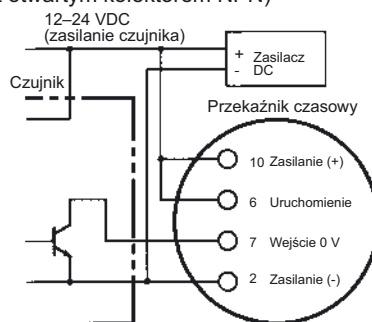 otwartym kolektorem NPN)
12–24 VDC
(zasilanie czujnika)
+ Zasilacz
- DC
Czujnik
Przekaźnik czasowy
10 Zasilanie (+)
6 Uruchomienie
7 Wejście 0 V
2 Zasilanie (-)